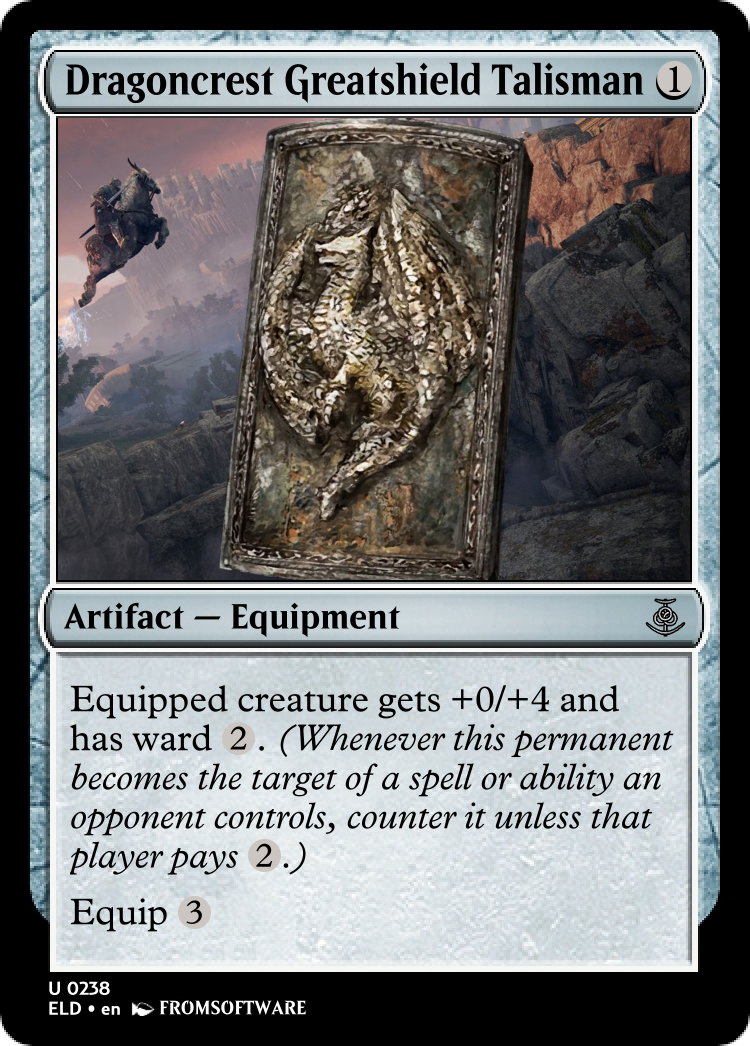 Dragoncrest Greatshield Talisman 1
Artifact — Equipment
Equipped creature gets +0/+4 and
has ward 2. (Whenever this permanent
becomes the target of a spell or ability an
opponent controls, counter it unless that
player pays 2.)
Equip 3
U 0238
ELD • en FROMSOFTWARE